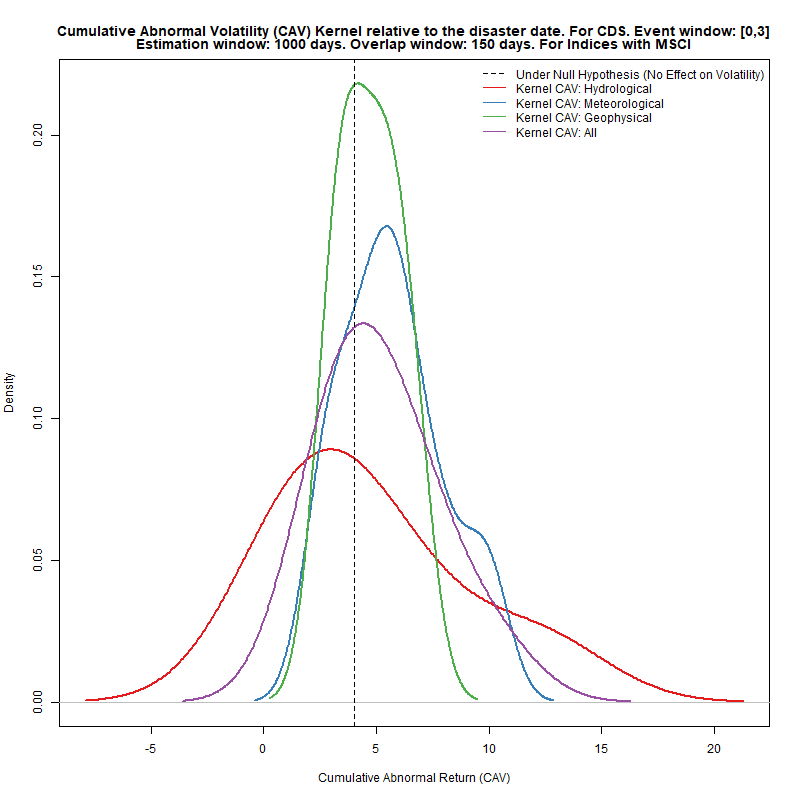 Cumulative Abnormal Volatility (CAV) Kernel relative to the disaster date. For CDS. Event window: [0,3]
Estimation window: 1000 days. Overlap window: 150 days. For Indices with MSCI
Under Null Hypothesis (No Effect on Volatility)
Kernel CAV: Hydrological
Kernel CAV: Meteorological
Kernel CAV: Geophysical
Kernel CAV: All
0.20
0.15
0.10
0.05
0.00
Density
-5
0
5
10
15
20
Cumulative Abnormal Return (CAV)